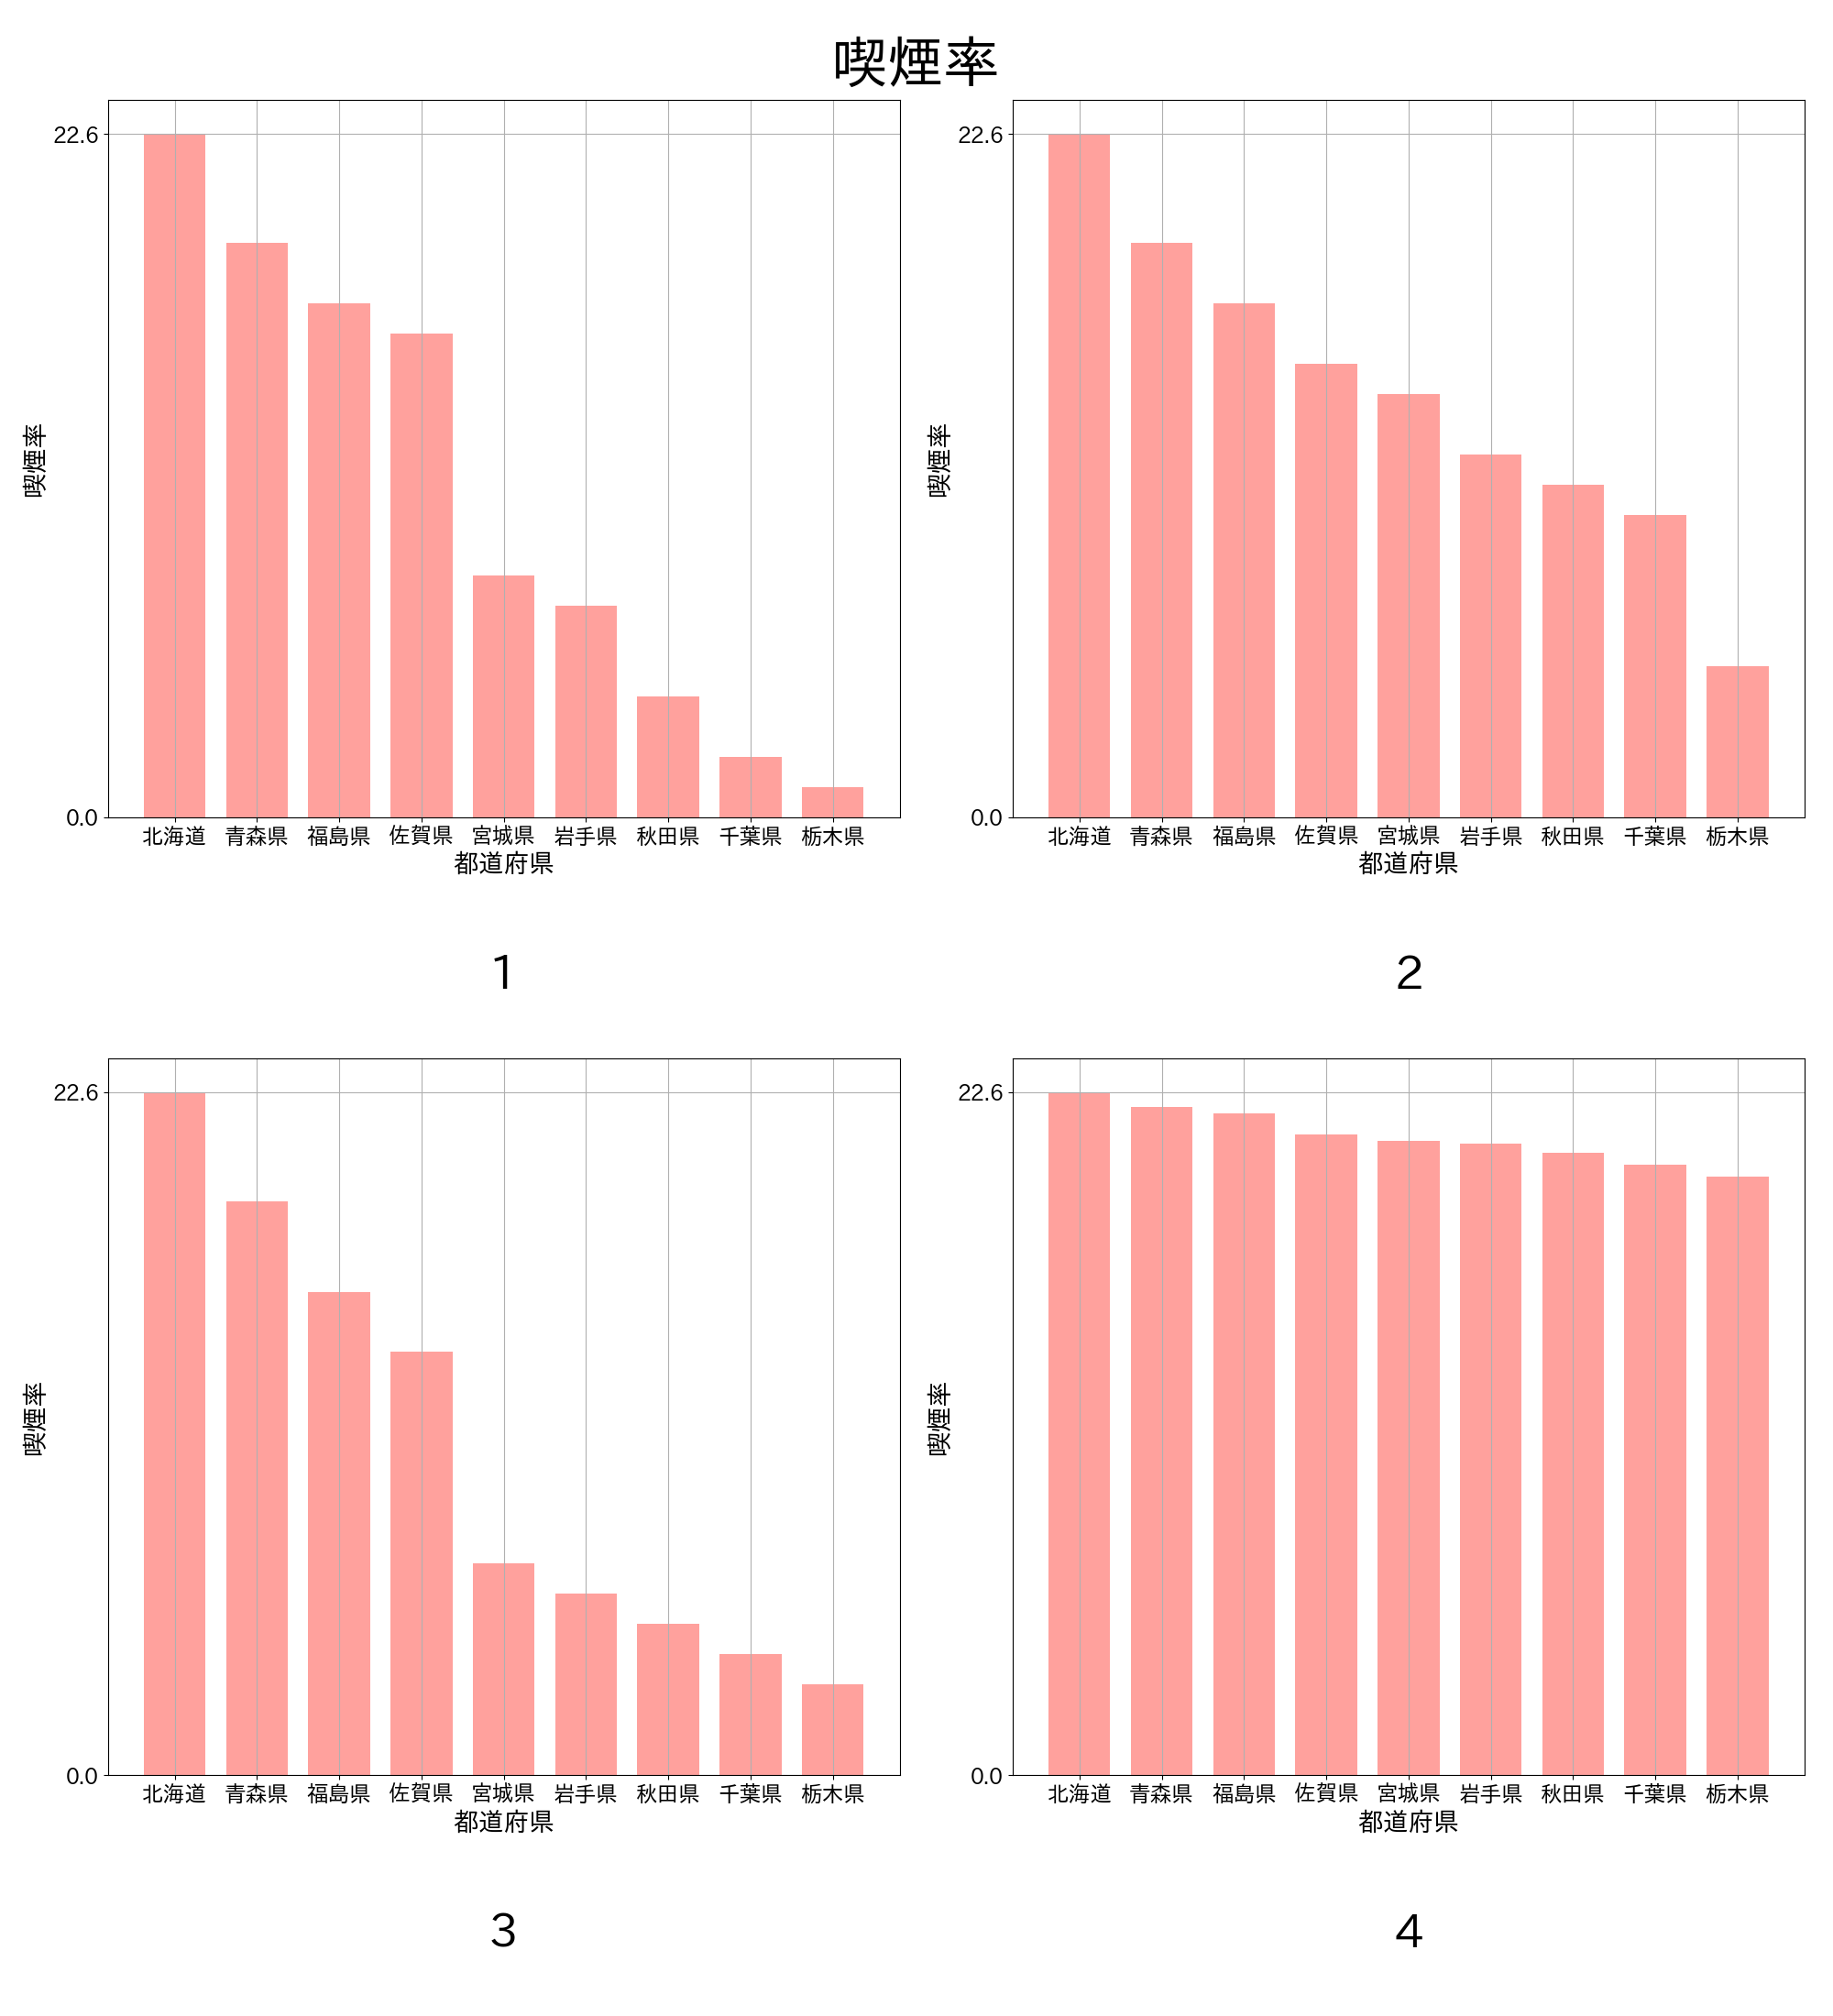 喫煙率
22.6
0.0
喫煙率
北海道 青森県 福島県 佐賀県 宮城県 岩手県 秋田県 千葉県 栃木県
都道府県
1
22.6
0.0
喫煙率
北海道 青森県 福島県 佐賀県 宮城県 岩手県 秋田県 千葉県 栃木県
都道府県
2
22.6
0.0
喫煙率
北海道 青森県 福島県 佐賀県 宮城県 岩手県 秋田県 千葉県 栃木県
都道府県
3
22.6
0.0
喫煙率
北海道 青森県 福島県 佐賀県 宮城県 岩手県 秋田県 千葉県 栃木県
都道府県
4